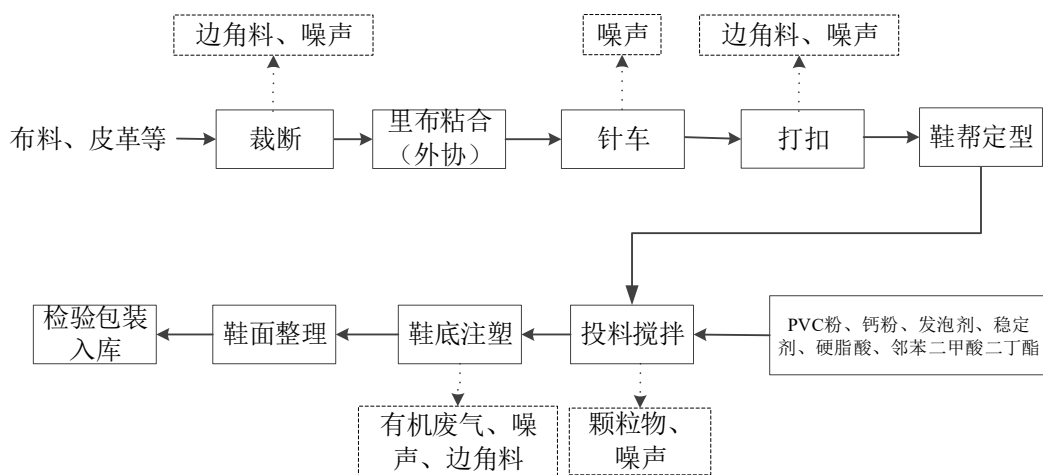 边角料、噪声
噪声
边角料、噪声
布料、皮革等
裁断
里布粘合
（外协）
针车
打扣
鞋帮定型
检验包装
入库
鞋面整理
鞋底注塑
投料搅拌
PVC粉、钙粉、发泡剂、稳定
剂、硬脂酸、邻苯二甲酸二丁酯
有机废气、噪
声、边角料
颗粒物、
噪声